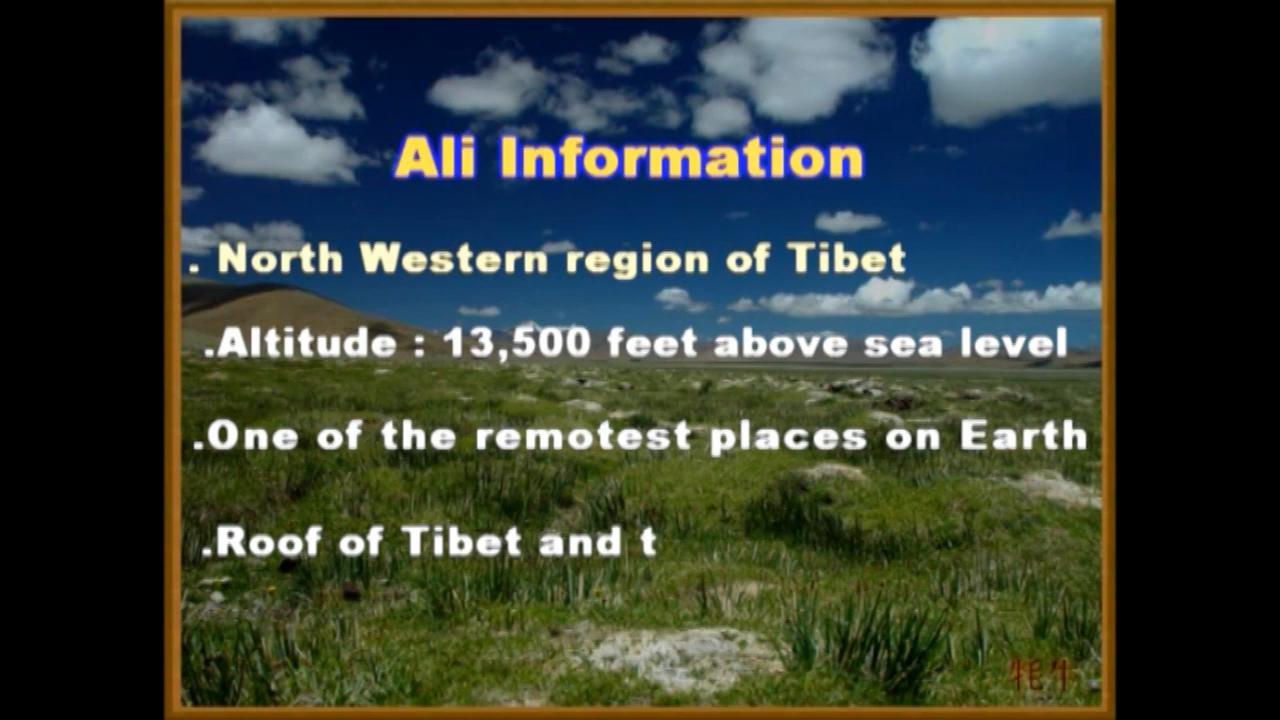 Ali Information
. North Western region of Tibet
.Altitude : 13,500 feet above sea level
.One of the remotest places on Earth
.Roof of Tibet and t